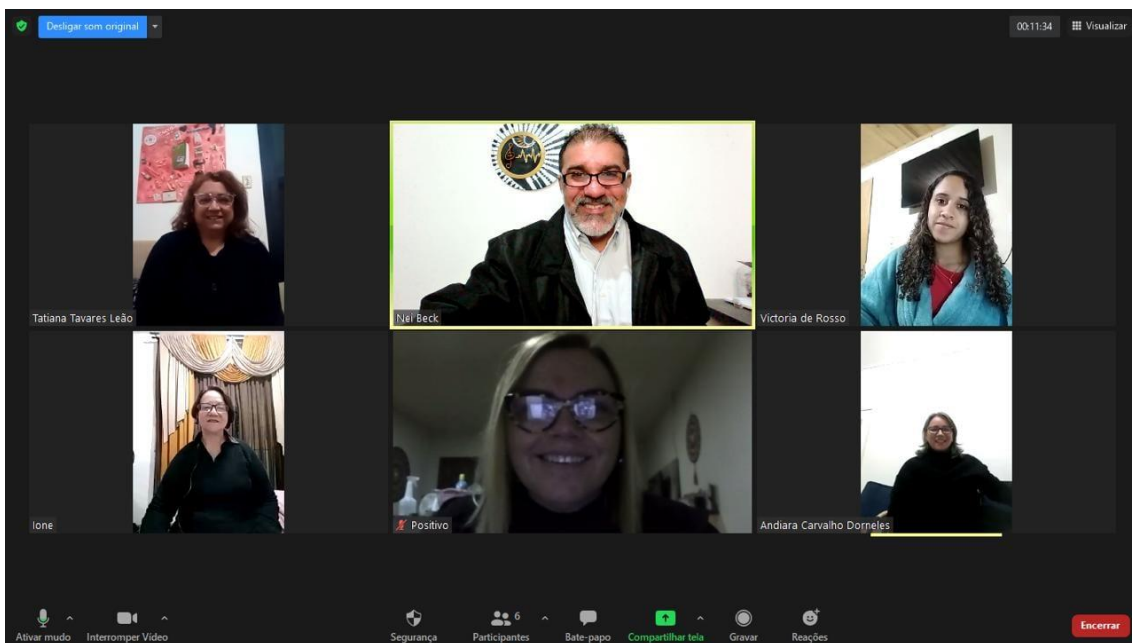 Desligar som original
00:11:34
Visualizar
Tatiana Tavares Leão
Nei Beck
Victoria de Rosso
Ione
Positivo
Andiara Carvalho Dorneles
Ativar mudo
Interromper Vídeo
Segurança
6
Participantes
Bate-papo
Compartilhar tela
Gravar
Reações
Encerrar